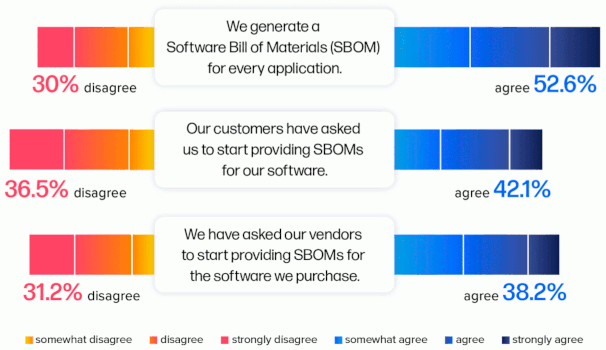 We generate a
Software Bill of Materials (SBOM)
for every application.
30% disagree
agree 52.6%
Our customers have asked
us to start providing SBOMs
for our software.
36.5% disagree
agree 42.1%
We have asked our vendors
to start providing SBOMs for
the software we purchase.
31.2% disagree
agree 38.2%
somewhat disagree disagree strongly disagree somewhat agree agree strongly agree